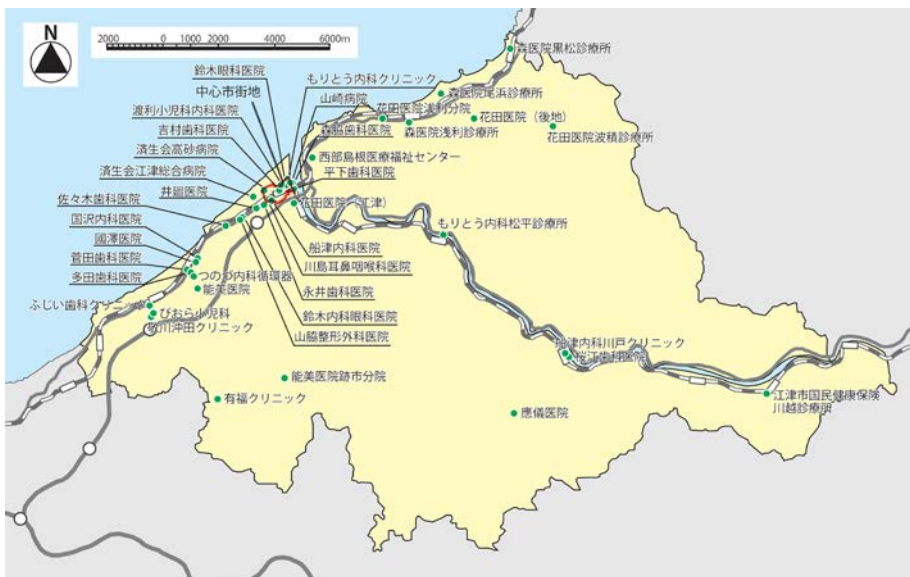 N
2000 0 1000 2000 4000 6000m
森医院黒松診療所
鈴木眼科医院
もりとう内科クリニック
中心市街地
森医院尾浜診療所
山崎病院
花田医院浅利分院
渡利小児科内科医院
花田医院（後地）
森脇歯科医院
森医院浅利診療所
吉村歯科医院
花田医院波積診療所
済生会高砂病院
西部島根医療福祉センター
済生会江津総合病院
平下歯科医院
井廻医院
佐々木歯科医院
花田医院（江津）
国沢内科医院
もりとう内科松平診療所
國澤医院
船津内科医院
菅田歯科医院
川島耳鼻咽喉科医院
多田歯科医院
つのづ内科循環器
永井歯科医院
能美医院
ふじい歯科クリニック
びおら小児科
鈴木内科眼科医院
敬川沖田クリニック
山脇整形外科医院
船津内科川戸クリニック
桜江歯科医院
能美医院跡市分院
有福クリニック
江津市国民健康保険
川越診療所
應儀医院